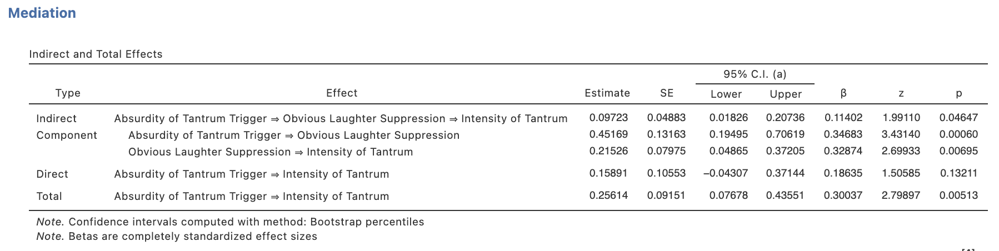 Mediation
Indirect and Total Effects
95% C.I. (a)
Type Effect Estimate SE Lower Upper β z p
Indirect Absurdity of Tantrum Trigger ⇒ Obvious Laughter Suppression ⇒ Intensity of Tantrum 0.09723 0.04883 0.01826 0.20736 0.11402 1.99110 0.04647
Component Absurdity of Tantrum Trigger ⇒ Obvious Laughter Suppression 0.45169 0.13163 0.19495 0.70619 0.34683 3.43140 0.00060
Obvious Laughter Suppression ⇒ Intensity of Tantrum 0.21526 0.07975 0.04865 0.37205 0.32874 2.69933 0.00695
Direct Absurdity of Tantrum Trigger ⇒ Intensity of Tantrum 0.15891 0.10553 −0.04307 0.37144 0.18635 1.50585 0.13211
Total Absurdity of Tantrum Trigger ⇒ Intensity of Tantrum 0.25614 0.09151 0.07678 0.43551 0.30037 2.79897 0.00513
Note. Confidence intervals computed with method: Bootstrap percentiles
Note. Betas are completely standardized effect sizes